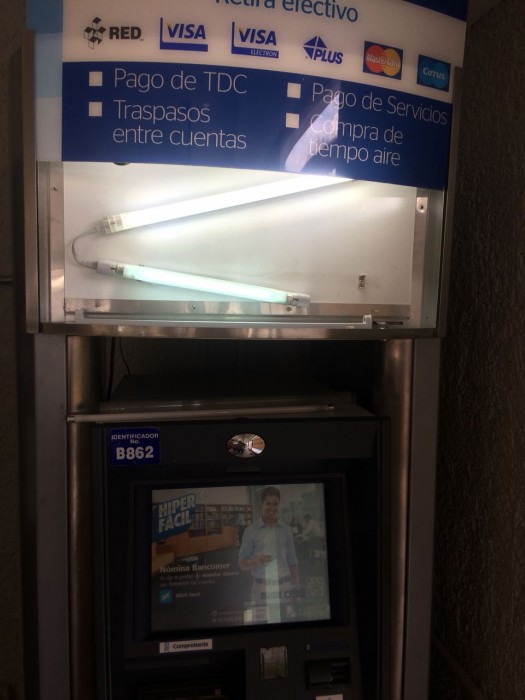 Retira efectivo
RED
VISA
VISA
ELECTRON
PLUS
MasterCard
Cirrus
Pago de TDC
Traspasos
entre cuentas
Pago de Servicios
Compra de
tiempo aire
IDENTIFICADOR
No.
B862
HIPER
FÁCIL
Nómina Bancomer
Comprobante